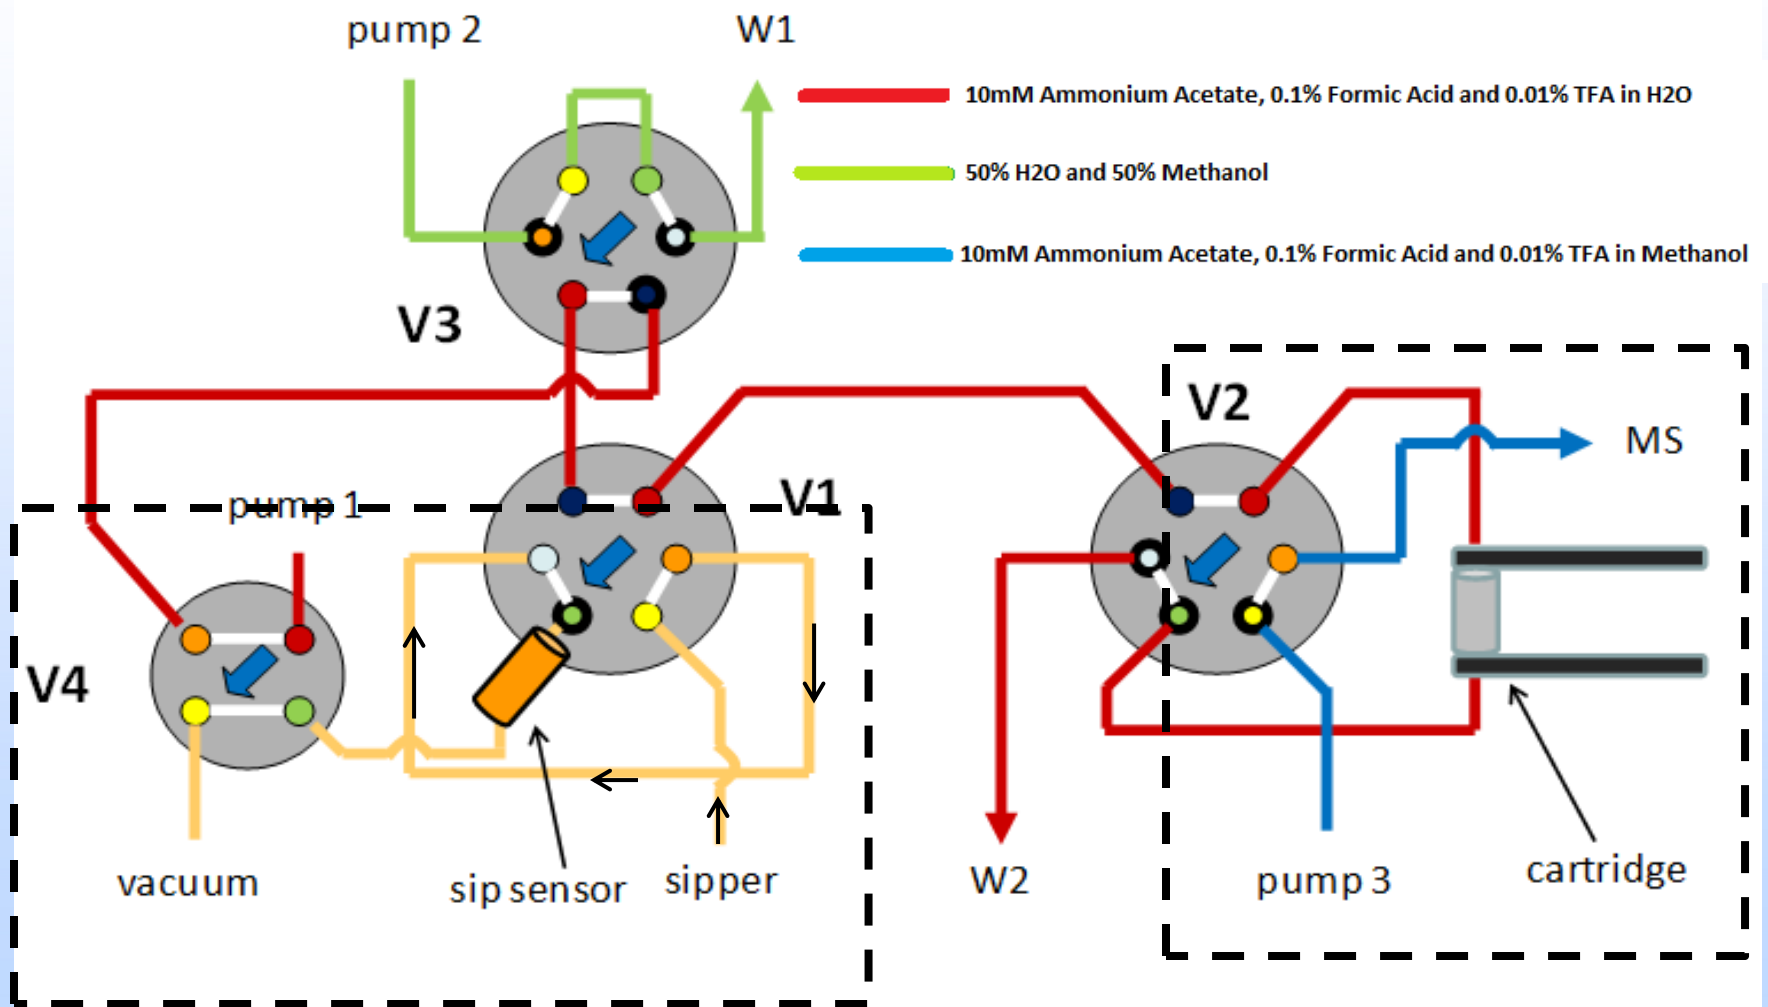 pump 2
W1
10mM Ammonium Acetate, 0.1% Formic Acid and 0.01% TFA in H2O
50% H2O and 50% Methanol
10mM Ammonium Acetate, 0.1% Formic Acid and 0.01% TFA in Methanol
V3
V2
MS
pump 1
V1
V4
vacuum
sip sensor
sipper
W2
pump 3
cartridge